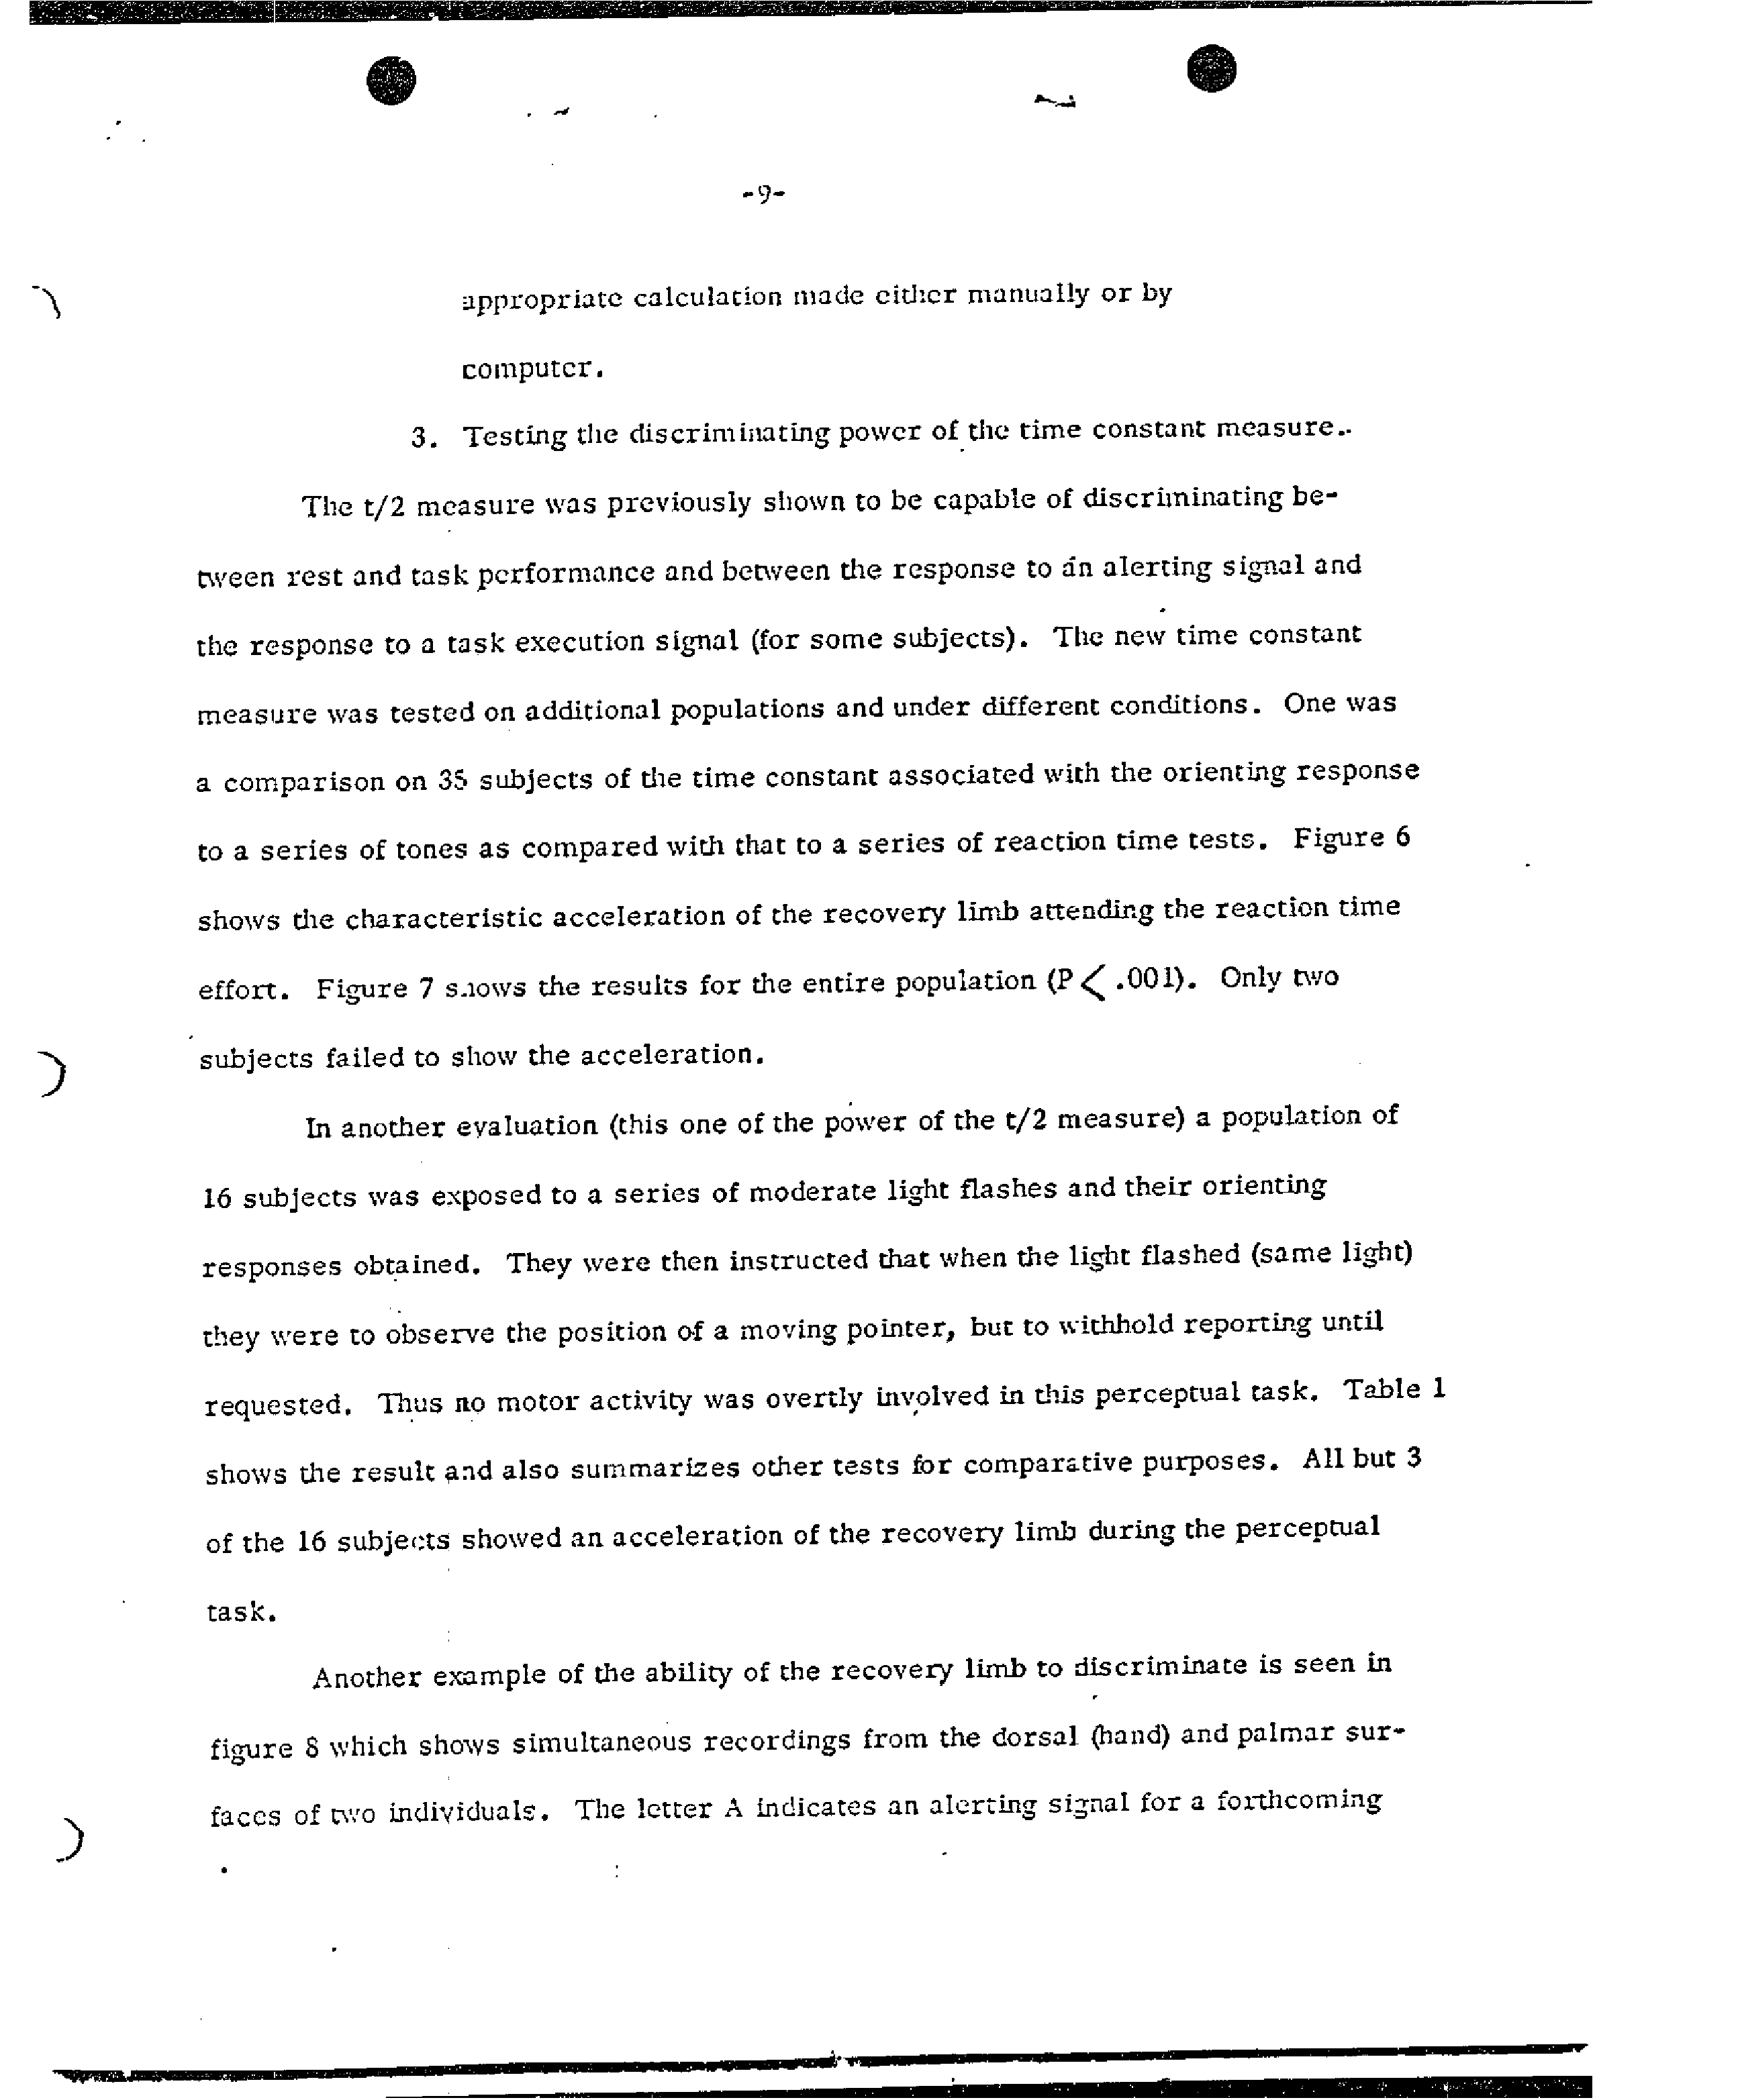 -9-
appropriate calculation made either manually or by
computer.
3. Testing the discriminating power of the time constant measure.
The t/2 measure was previously shown to be capable of discriminating be-
tween rest and task performance and between the response to an alerting signal and
the response to a task execution signal (for some subjects). The new time constant
measure was tested on additional populations and under different conditions. One was
a comparison on 35 subjects of the time constant associated with the orienting response
to a series of tones as compared with that to a series of reaction time tests. Figure 6
shows the characteristic acceleration of the recovery limb attending the reaction time
effort. Figure 7 shows the results for the entire population (P < .001). Only two
subjects failed to show the acceleration.
In another evaluation (this one of the power of the t/2 measure) a population of
16 subjects was exposed to a series of moderate light flashes and their orienting
responses obtained. They were then instructed that when the light flashed (same light)
they were to observe the position of a moving pointer, but to withhold reporting until
requested. Thus no motor activity was overtly involved in this perceptual task. Table 1
shows the result and also summarizes other tests for comparative purposes. All but 3
of the 16 subjects showed an acceleration of the recovery limb during the perceptual
task.
Another example of the ability of the recovery limb to discriminate is seen in
figure 8 which shows simultaneous recordings from the dorsal (hand) and palmar sur-
faces of two individuals. The letter A indicates an alerting signal for a forthcoming